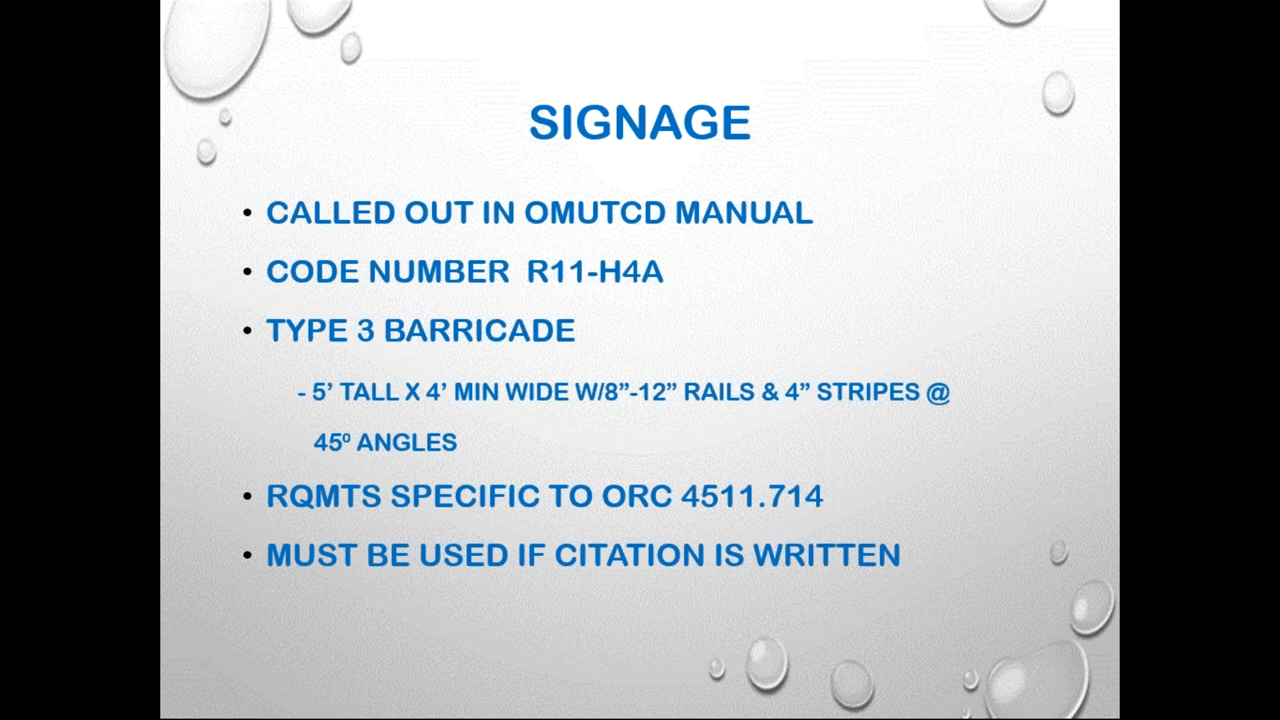 SIGNAGE
• CALLED OUT IN OMUTCD MANUAL
• CODE NUMBER  R11-H4A
• TYPE 3 BARRICADE
- 5’ TALL X 4’ MIN WIDE W/8”-12” RAILS & 4” STRIPES @
45º ANGLES
• RQMTS SPECIFIC TO ORC 4511.714
• MUST BE USED IF CITATION IS WRITTEN